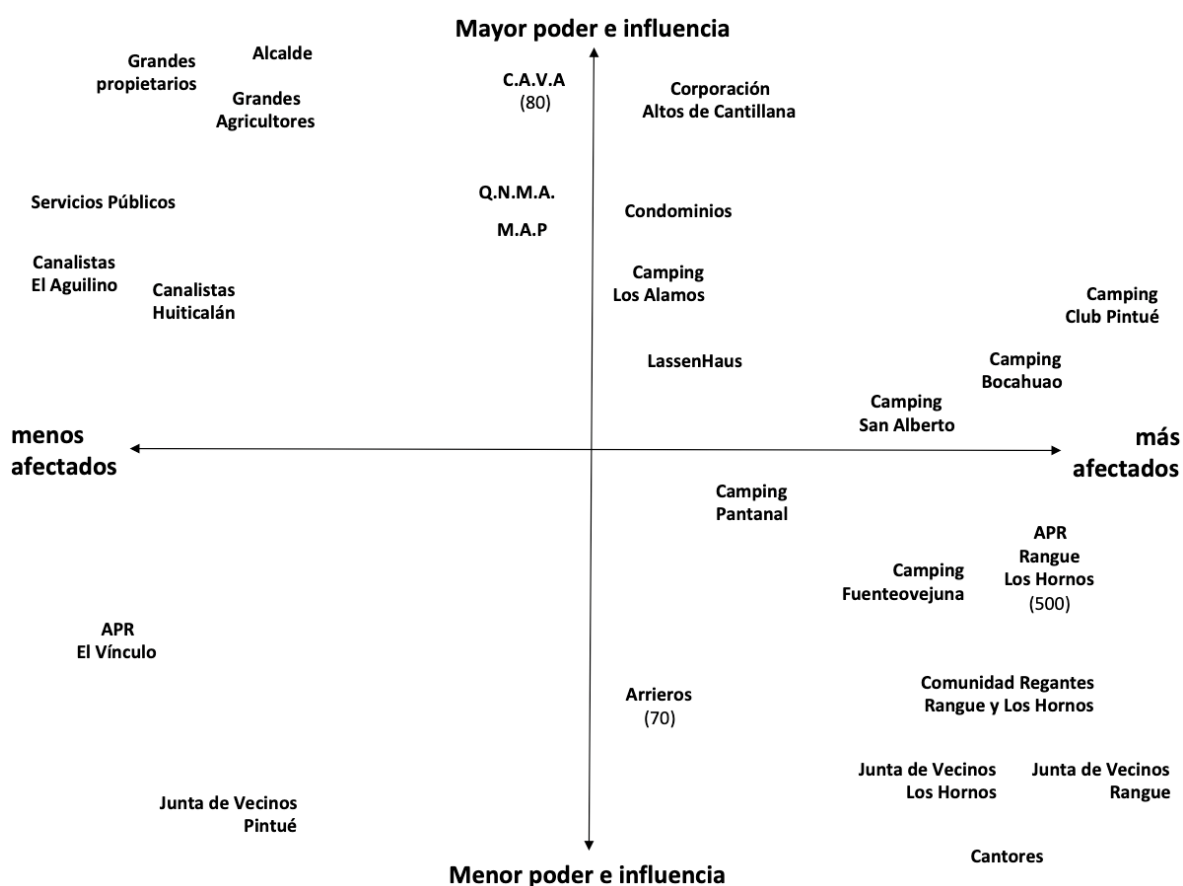 Mayor poder e influencia
Grandes
propietarios
Alcalde
Grandes
Agricultores
C.A.V.A
(80)
Corporación
Altos de Cantillana
Servicios Públicos
Q.N.M.A.
M.A.P
Condominios
Canalistas
El Aguilino
Canalistas
Huiticalán
Camping
Los Alamos
Camping
Club Pintué
LassenHaus
Camping
Bocahuao
Camping
San Alberto
menos
afectados
más
afectados
Camping
Pantanal
APR
Rangue
Los Hornos
(500)
Camping
Fuenteovejuna
APR
El Vínculo
Arrieros
(70)
Comunidad Regantes
Rangue y Los Hornos
Junta de Vecinos
Los Hornos
Junta de Vecinos
Rangue
Junta de Vecinos
Pintué
Cantores
Menor poder e influencia